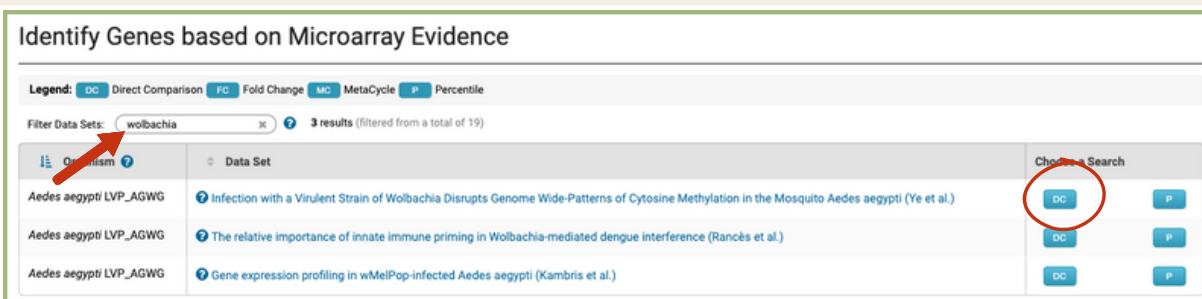 Identify Genes based on Microarray Evidence
Legend: DC Direct Comparison FC Fold Change MC MetaCycle P Percentile
Filter Data Sets: wolbachia × ? 3 results (filtered from a total of 19)
Organism ? Data Set Choose a Search
Aedes aegypti LVP_AGWG ? Infection with a Virulent Strain of Wolbachia Disrupts Genome Wide-Patterns of Cytosine Methylation in the Mosquito Aedes aegypti (Ye et al.) DC P
Aedes aegypti LVP_AGWG ? The relative importance of innate immune priming in Wolbachia-mediated dengue interference (Rancès et al.) DC P
Aedes aegypti LVP_AGWG ? Gene expression profiling in wMelPop-infected Aedes aegypti (Kambris et al.) DC P